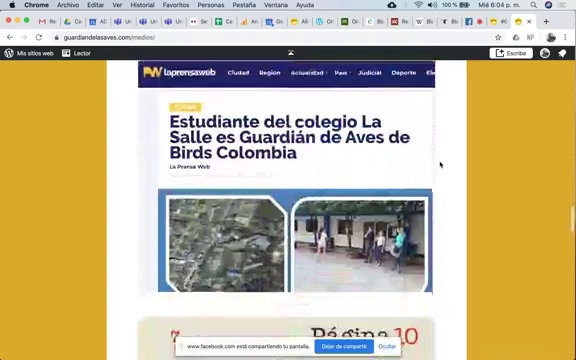 Chrome Archivo Editar Ver Historial Favoritos Personas Pestaña Ventana Ayuda 100 % Mié 6:04 p. m.
guardiandelasaves.com/medios/
Mis sitios web Lector Escribe
PW laprensaweb Ciudad Región Actualidad País Judicial Deporte
Estudiante del colegio La
Salle es Guardián de Aves de
Birds Colombia
La Prensa Web
Página 10
www.facebook.com está compartiendo tu pantalla. Dejar de compartir Ocultar